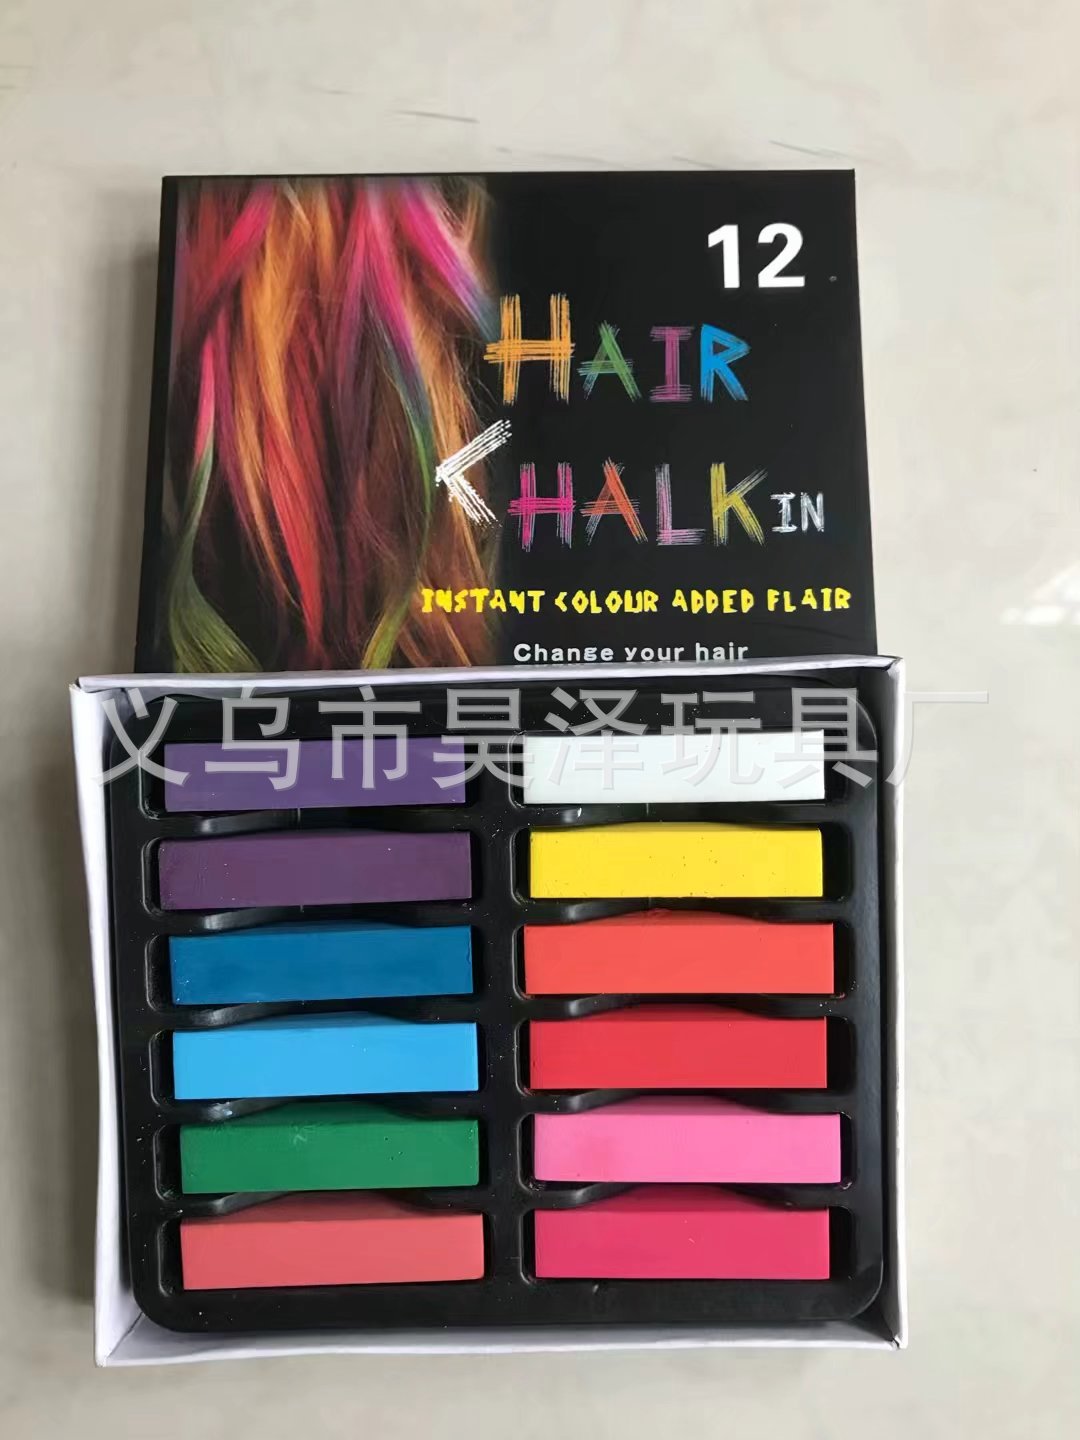 12
HAIR
CHALKIN
INSTANT COLOUR ADDED FLAIR
Change your hair
义乌市昊泽玩具厂